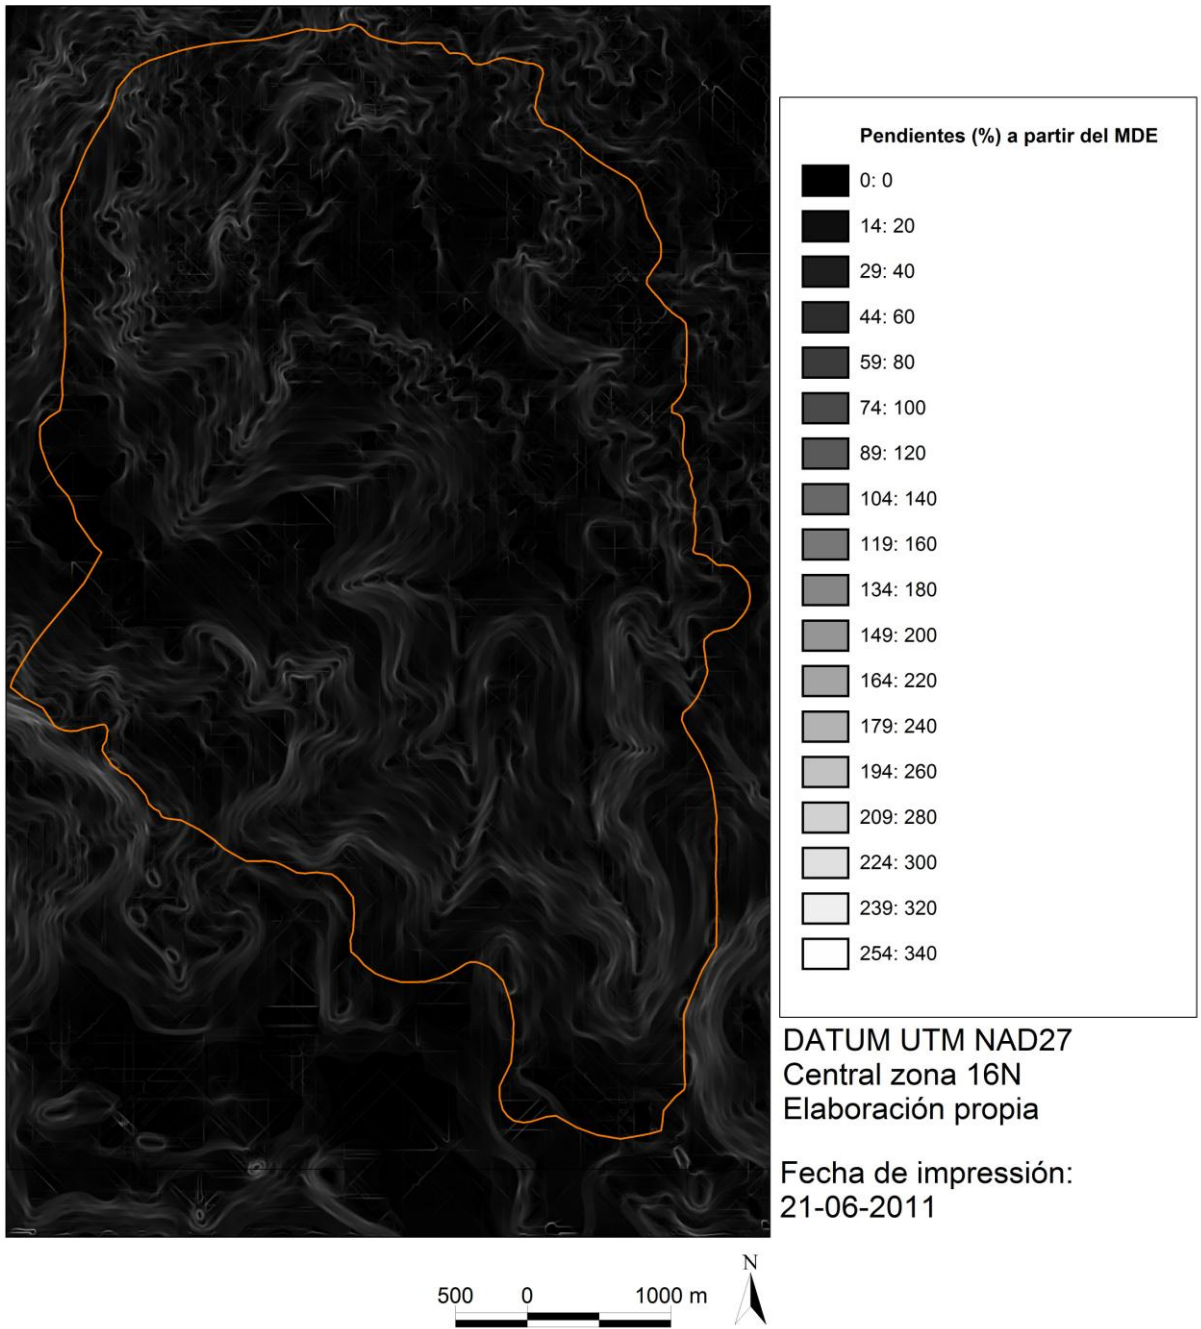 Pendientes (%) a partir del MDE
0: 0
14: 20
29: 40
44: 60
59: 80
74: 100
89: 120
104: 140
119: 160
134: 180
149: 200
164: 220
179: 240
194: 260
209: 280
224: 300
239: 320
254: 340
DATUM UTM NAD27
Central zona 16N
Elaboración propia
Fecha de impressión:
21-06-2011
N
500 0 1000 m